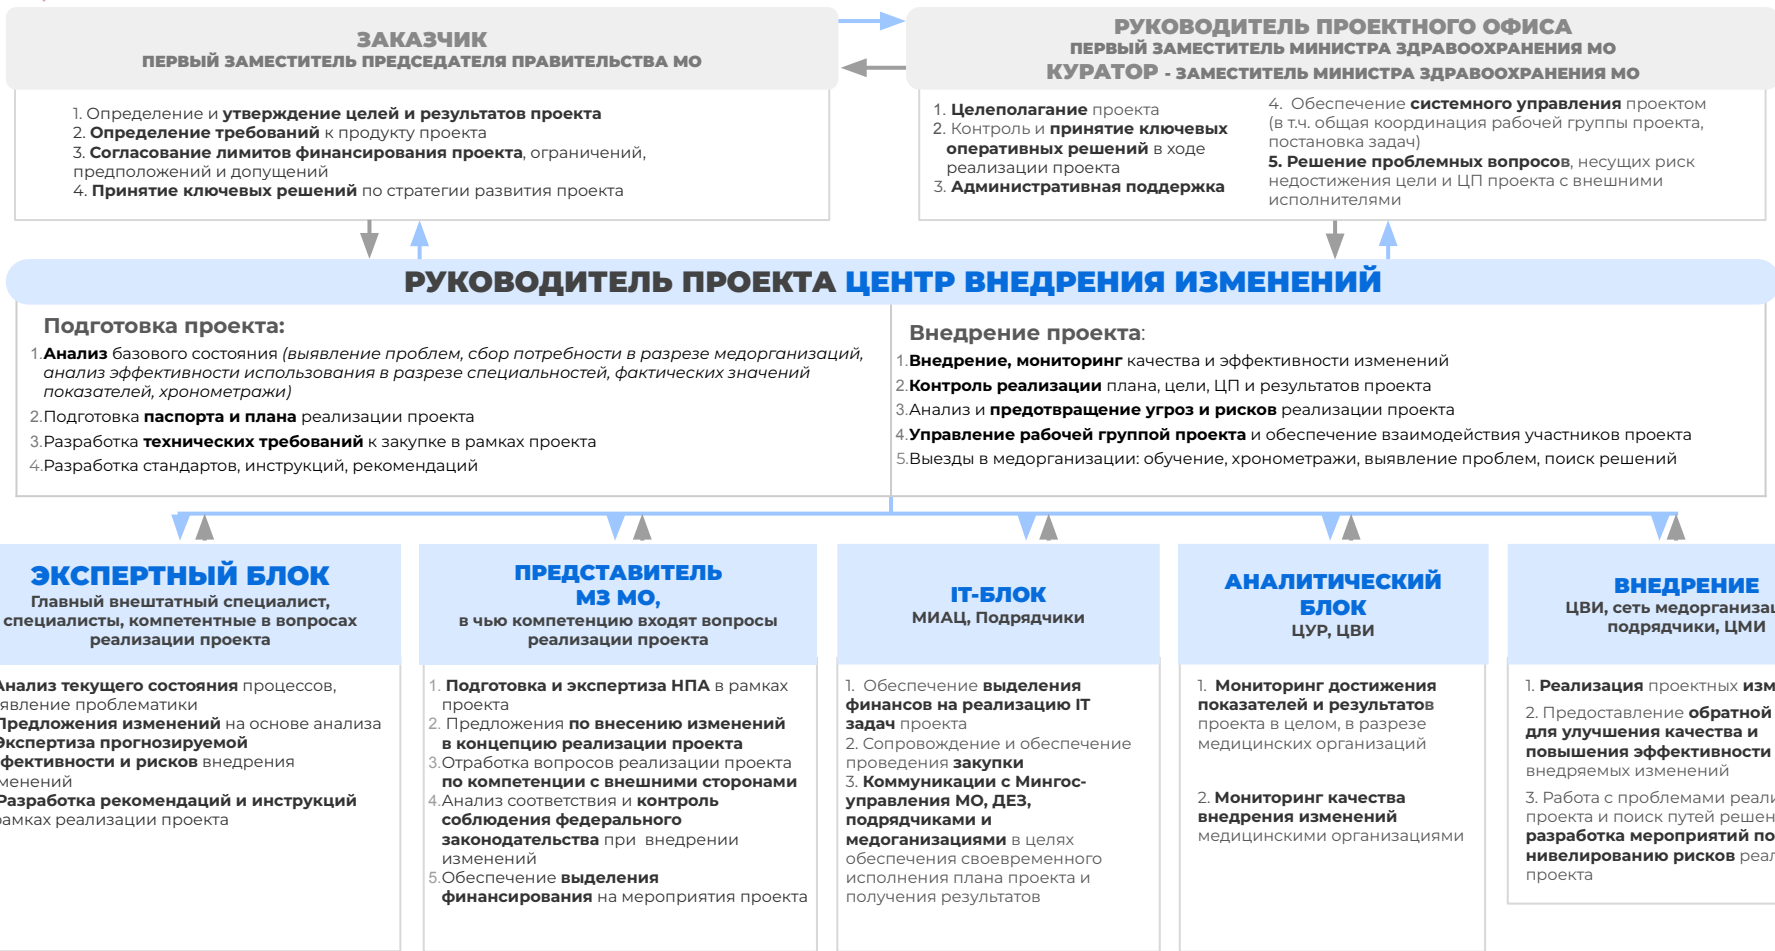 ЗАКАЗЧИК
ПЕРВЫЙ ЗАМЕСТИТЕЛЬ ПРЕДСЕДАТЕЛЯ ПРАВИТЕЛЬСТВА МО
1. Определение и утверждение целей и результатов проекта
2. Определение требований к продукту проекта
3. Согласование лимитов финансирования проекта, ограничений,
предположений и допущений
4. Принятие ключевых решений по стратегии развития проекта
РУКОВОДИТЕЛЬ ПРОЕКТНОГО ОФИСА
ПЕРВЫЙ ЗАМЕСТИТЕЛЬ МИНИСТРА ЗДРАВООХРАНЕНИЯ МО
КУРАТОР - ЗАМЕСТИТЕЛЬ МИНИСТРА ЗДРАВООХРАНЕНИЯ МО
1. Целеполагание проекта
2. Контроль и принятие ключевых
оперативных решений в ходе
реализации проекта
3. Административная поддержка
4. Обеспечение системного управления проектом
(в т.ч. общая координация рабочей группы проекта,
постановка задач)
5. Решение проблемных вопросов, несущих риск
недостижения цели и ЦП проекта с внешними
исполнителями
РУКОВОДИТЕЛЬ ПРОЕКТА ЦЕНТР ВНЕДРЕНИЯ ИЗМЕНЕНИЙ
Подготовка проекта:
1.Анализ базового состояния (выявление проблем, сбор потребности в разрезе медорганизаций,
анализ эффективности использования в разрезе специальностей, фактических значений
показателей, хронометражи)
2.Подготовка паспорта и плана реализации проекта
3.Разработка технических требований к закупке в рамках проекта
4.Разработка стандартов, инструкций, рекомендаций
Внедрение проекта:
1.Внедрение, мониторинг качества и эффективности изменений
2.Контроль реализации плана, цели, ЦП и результатов проекта
3.Анализ и предотвращение угроз и рисков реализации проекта
4.Управление рабочей группой проекта и обеспечение взаимодействия участников проекта
5.Выезды в медорганизации: обучение, хронометражи, выявление проблем, поиск решений
ЭКСПЕРТНЫЙ БЛОК
Главный внештатный специалист,
специалисты, компетентные в вопросах
реализации проекта
Анализ текущего состояния процессов,
явление проблематики
Предложения изменений на основе анализа
Экспертиза прогнозируемой
фективности и рисков внедрения
менений
Разработка рекомендаций и инструкций
рамках реализации проекта
ПРЕДСТАВИТЕЛЬ
МЗ МО,
в чью компетенцию входят вопросы
реализации проекта
1. Подготовка и экспертиза НПА в рамках
проекта
2. Предложения по внесению изменений
в концепцию реализации проекта
3.Отработка вопросов реализации проекта
по компетенции с внешними сторонами
4.Анализ соответствия и контроль
соблюдения федерального
законодательства при внедрении
изменений
5.Обеспечение выделения
финансирования на мероприятия проекта
IT-БЛОК
МИАЦ, Подрядчики
1. Обеспечение выделения
финансов на реализацию IT
задач проекта
2. Сопровождение и обеспечение
проведения закупки
3. Коммуникации с Мингос-
управления МО, ДЕЗ,
подрядчиками и
медоганизациями в целях
обеспечения своевременного
исполнения плана проекта и
получения результатов
АНАЛИТИЧЕСКИЙ
БЛОК
ЦУР, ЦВИ
1. Мониторинг достижения
показателей и результатов
проекта в целом, в разрезе
медицинских организаций
2. Мониторинг качества
внедрения изменений
медицинскими организациями
ВНЕДРЕНИЕ
ЦВИ, сеть медорганизац
подрядчики, ЦМИ
1. Реализация проектных изм
2. Предоставление обратной
для улучшения качества и
повышения эффективности
внедряемых изменений
3. Работа с проблемами реали
проекта и поиск путей решен
разработка мероприятий по
нивелированию рисков реал
проекта